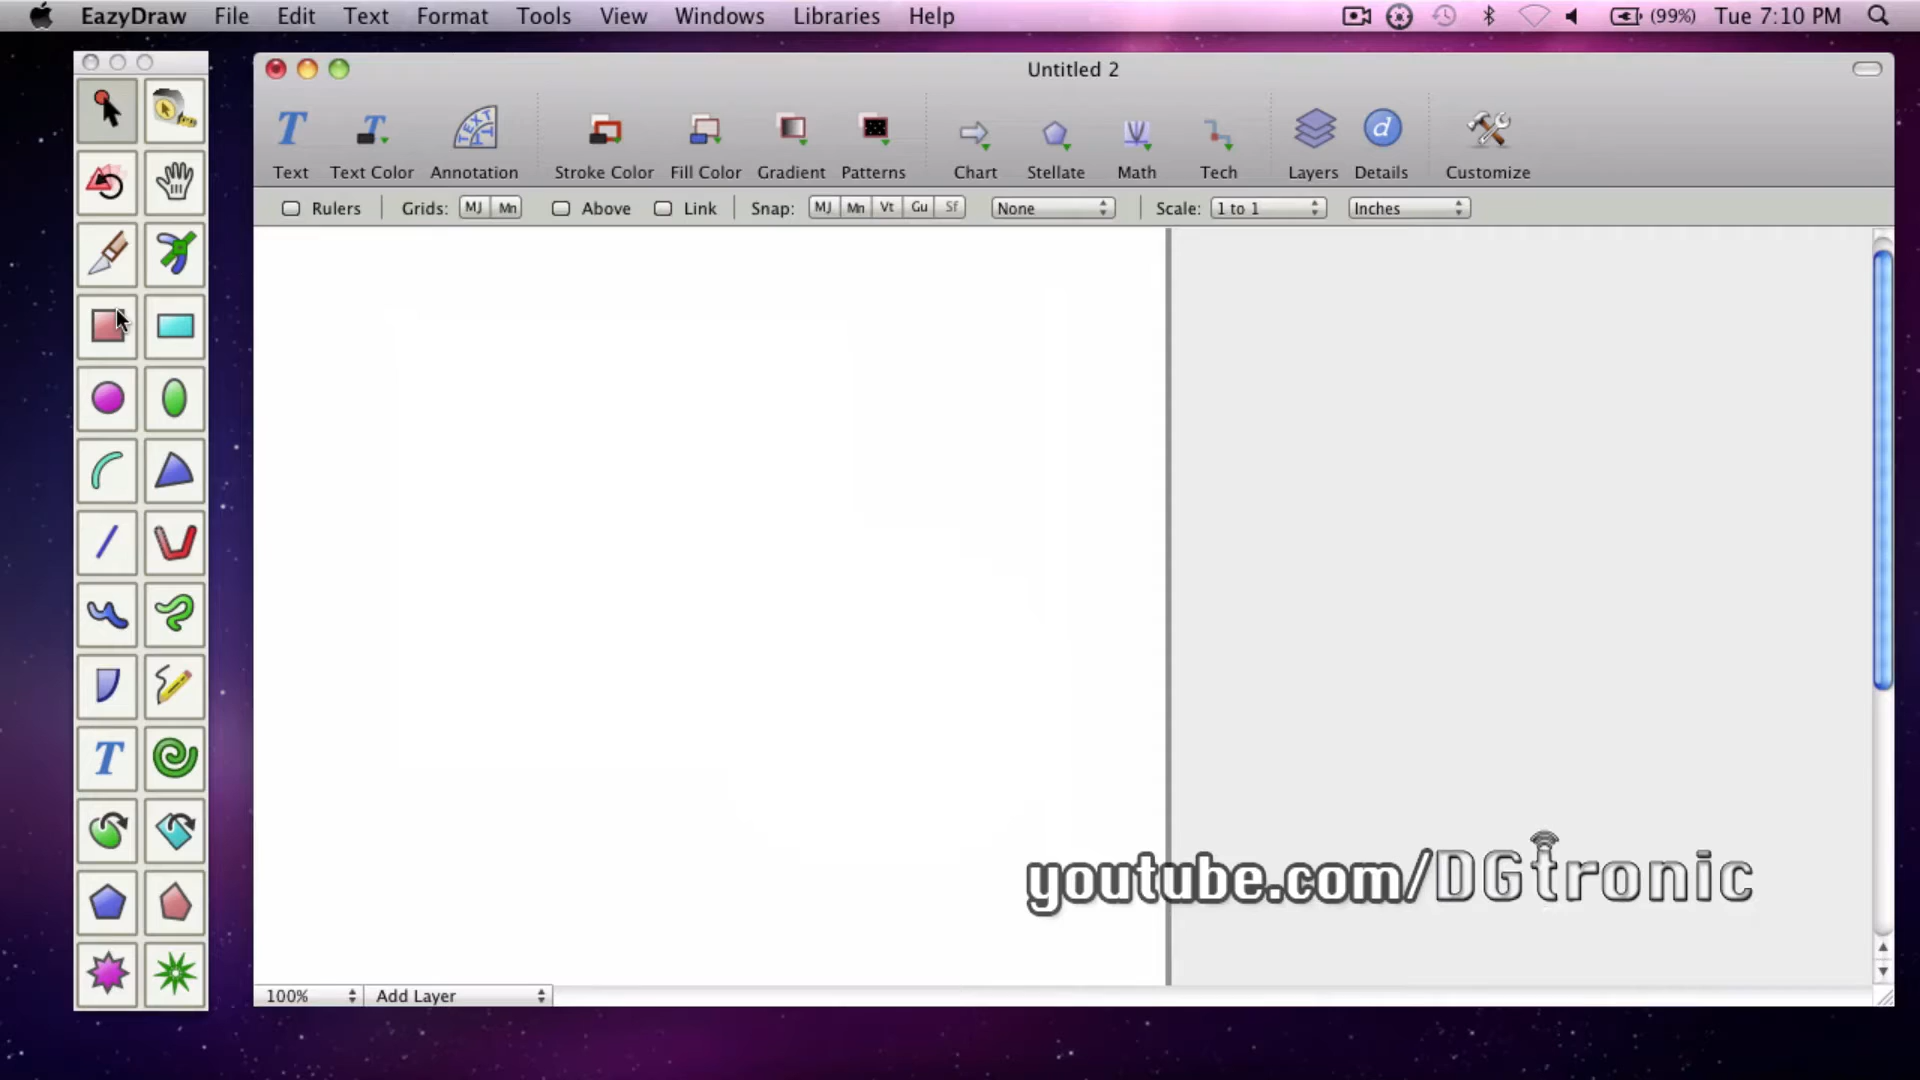 EazyDraw File Edit Text Format Tools View Windows Libraries Help (99%) Tue 7:10 PM
Untitled 2
Text Text Color Annotation Stroke Color Fill Color Gradient Patterns Chart Stellate Math Tech Layers Details Customize
Rulers Grids: MJ Mn Above Link Snap: MJ Mn Vt Gu Sf None Scale: 1 to 1 Inches
youtube.com/DGtronic
100% Add Layer